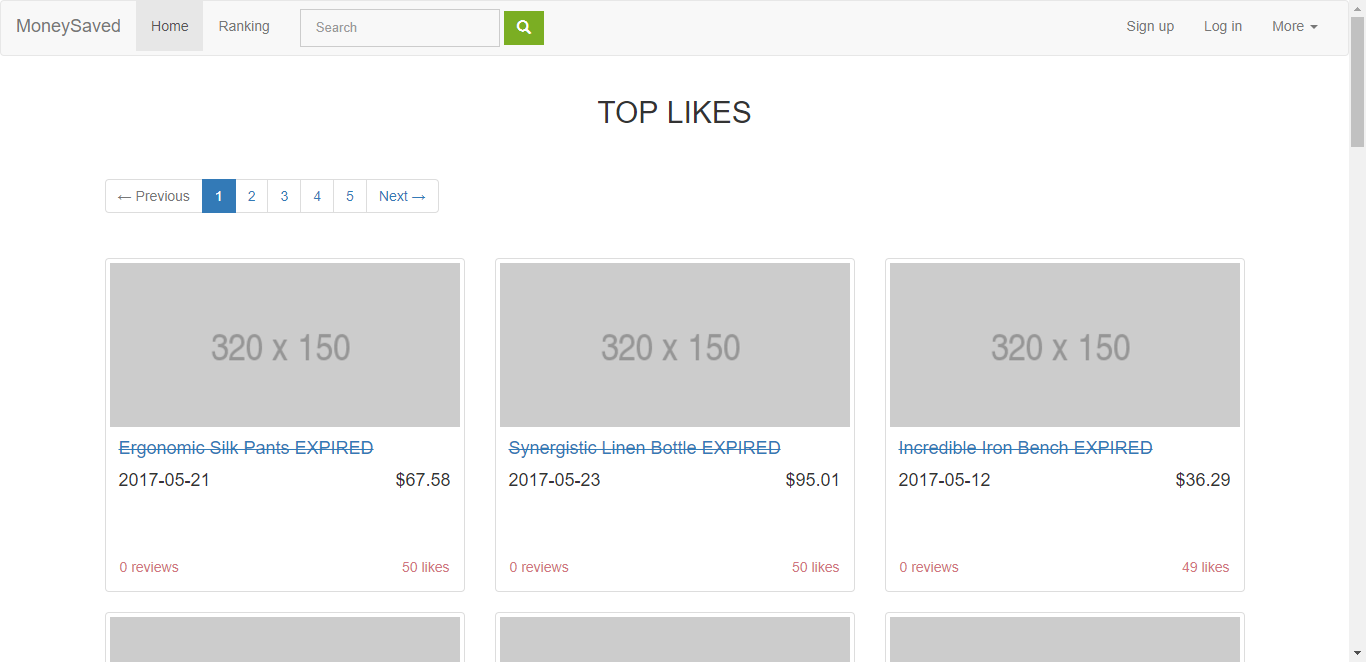 MoneySaved Home Ranking Search Sign up Log in More
TOP LIKES
← Previous 1 2 3 4 5 Next →
320 x 150 320 x 150 320 x 150
Ergonomic Silk Pants EXPIRED Synergistic Linen Bottle EXPIRED Incredible Iron Bench EXPIRED
2017-05-21 $67.58 2017-05-23 $95.01 2017-05-12 $36.29
0 reviews 50 likes 0 reviews 50 likes 0 reviews 49 likes